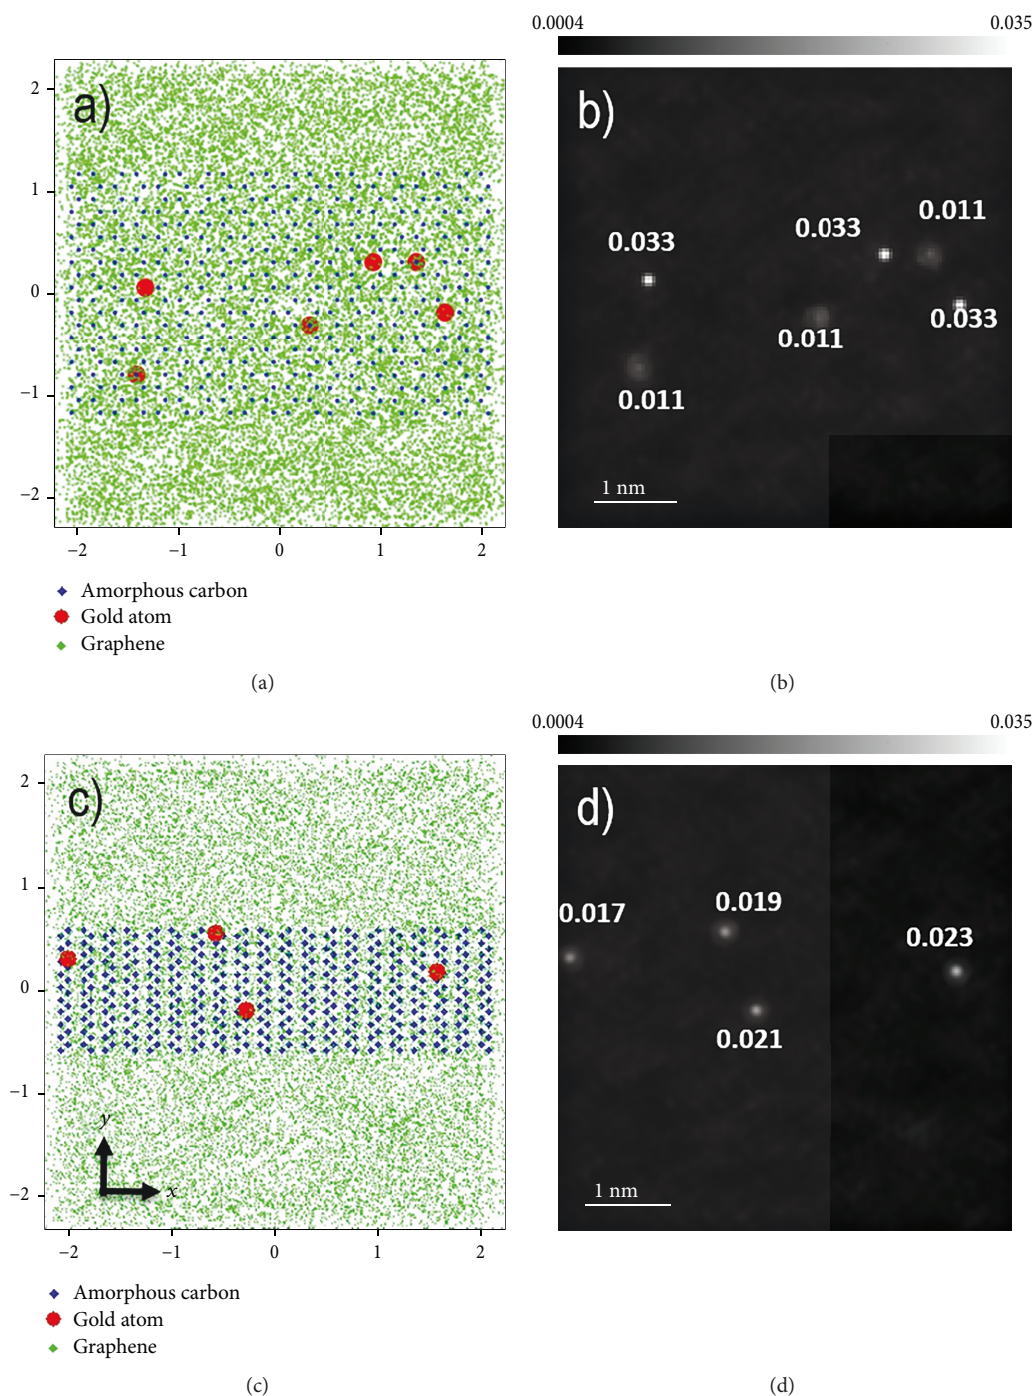 0.0004 0.035
a)
2
1
0
−1
−2
−2 −1 0 1 2
Amorphous carbon
Gold atom
Graphene
(a)
b)
0.033
0.033
0.011
0.033
0.011
0.011
1 nm
(b)
c)
2
1
0
−1
−2
y
x
−2 −1 0 1 2
Amorphous carbon
Gold atom
Graphene
(c)
0.0004 0.035
d)
0.017
0.019
0.023
0.021
1 nm
(d)